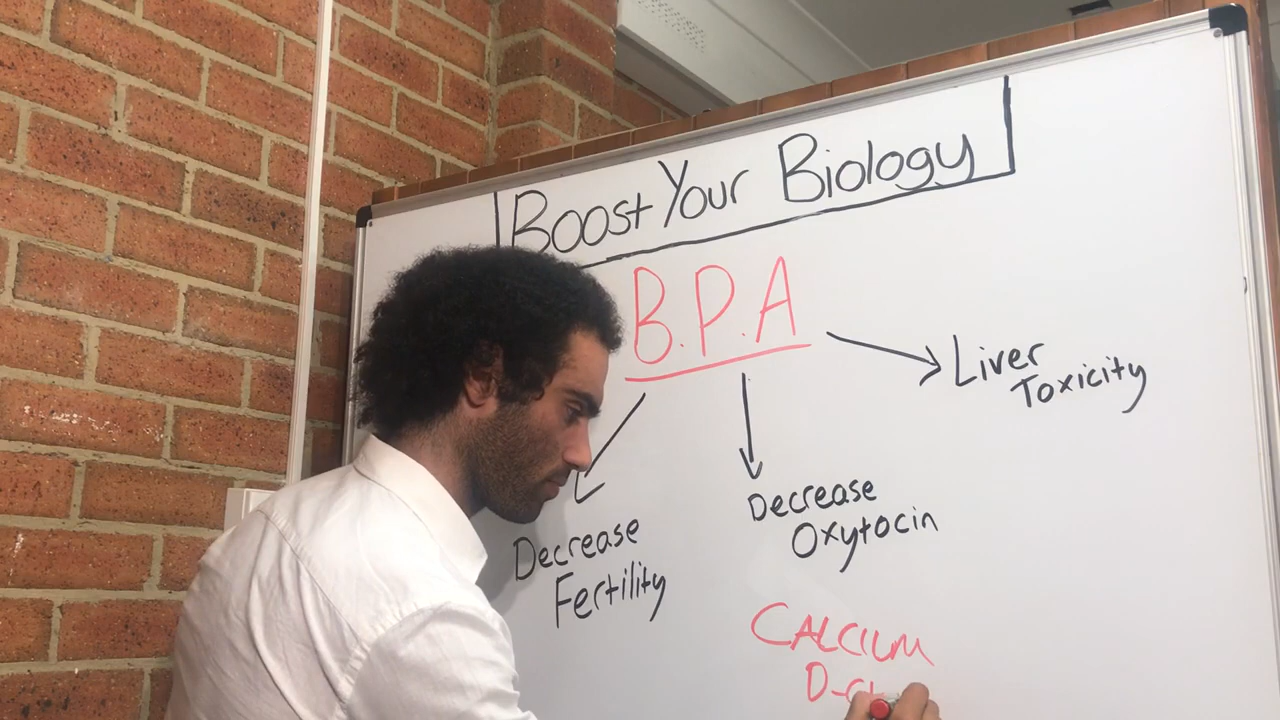 Boost Your Biology
B.P.A
Liver
Toxicity
Decrease
Oxytocin
Decrease
Fertility
CALCIUM